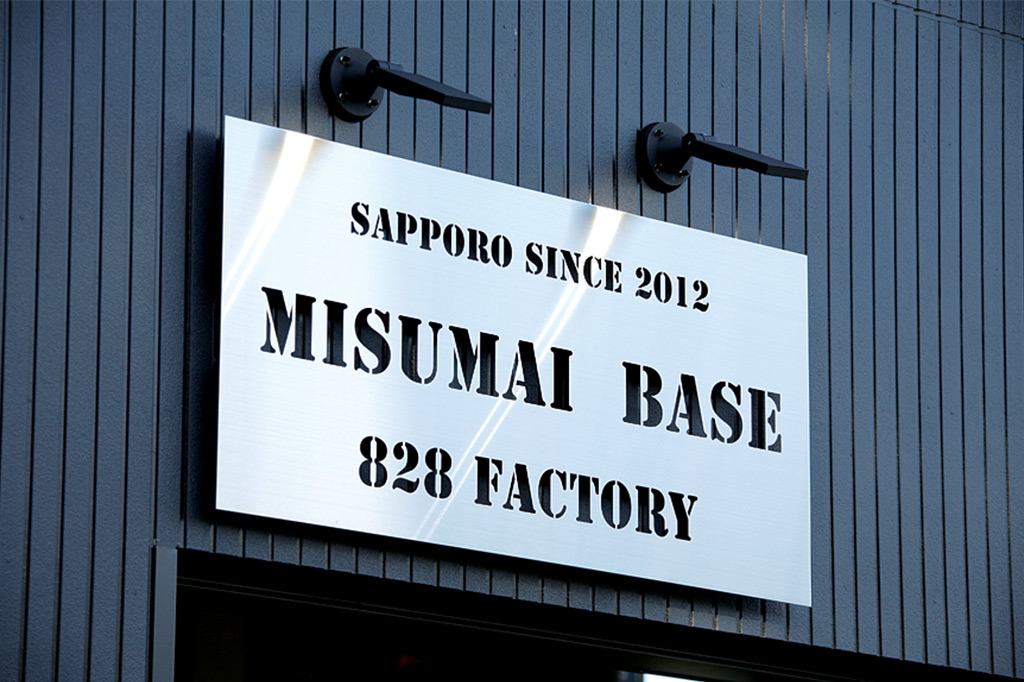 SAPPORO SINCE 2012
MISUMAI BASE
828 FACTORY